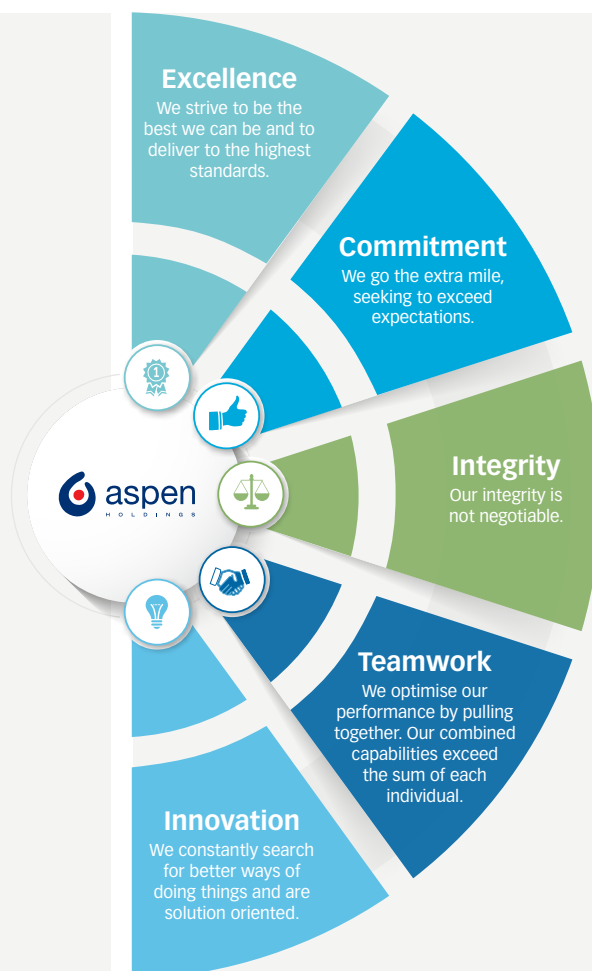 Excellence
We strive to be the
best we can be and to
deliver to the highest
standards.
Commitment
We go the extra mile,
seeking to exceed
expectations.
1
aspen
HOLDINGS
Integrity
Our integrity is
not negotiable.
Teamwork
We optimise our
performance by pulling
together. Our combined
capabilities exceed
the sum of each
individual.
Innovation
We constantly search
for better ways of
doing things and are
solution oriented.